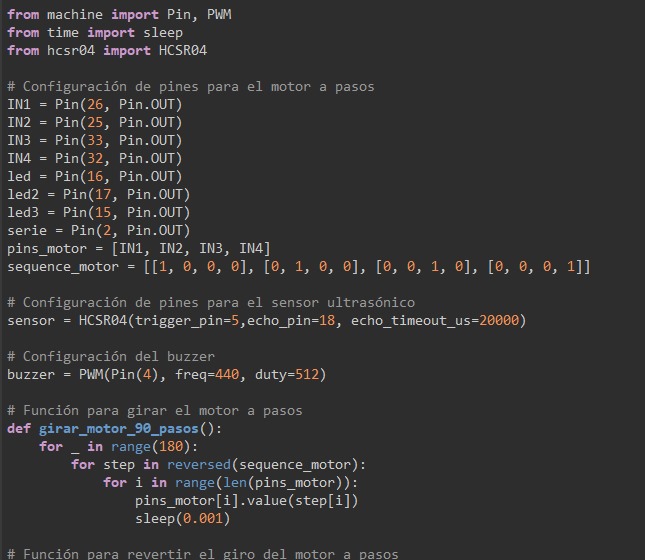 from machine import Pin, PWM
from time import sleep
from hcsr04 import HCSR04
# Configuración de pines para el motor a pasos
IN1 = Pin(26, Pin.OUT)
IN2 = Pin(25, Pin.OUT)
IN3 = Pin(33, Pin.OUT)
IN4 = Pin(32, Pin.OUT)
led = Pin(16, Pin.OUT)
led2 = Pin(17, Pin.OUT)
led3 = Pin(15, Pin.OUT)
serie = Pin(2, Pin.OUT)
pins_motor = [IN1, IN2, IN3, IN4]
sequence_motor = [[1, 0, 0, 0], [0, 1, 0, 0], [0, 0, 1, 0], [0, 0, 0, 1]]
# Configuración de pines para el sensor ultrasónico
sensor = HCSR04(trigger_pin=5,echo_pin=18, echo_timeout_us=20000)
# Configuración del buzzer
buzzer = PWM(Pin(4), freq=440, duty=512)
# Función para girar el motor a pasos
def girar_motor_90_pasos():
    for _ in range(180):
        for step in reversed(sequence_motor):
            for i in range(len(pins_motor)):
                pins_motor[i].value(step[i])
                sleep(0.001)
# Función para revertir el giro del motor a pasos